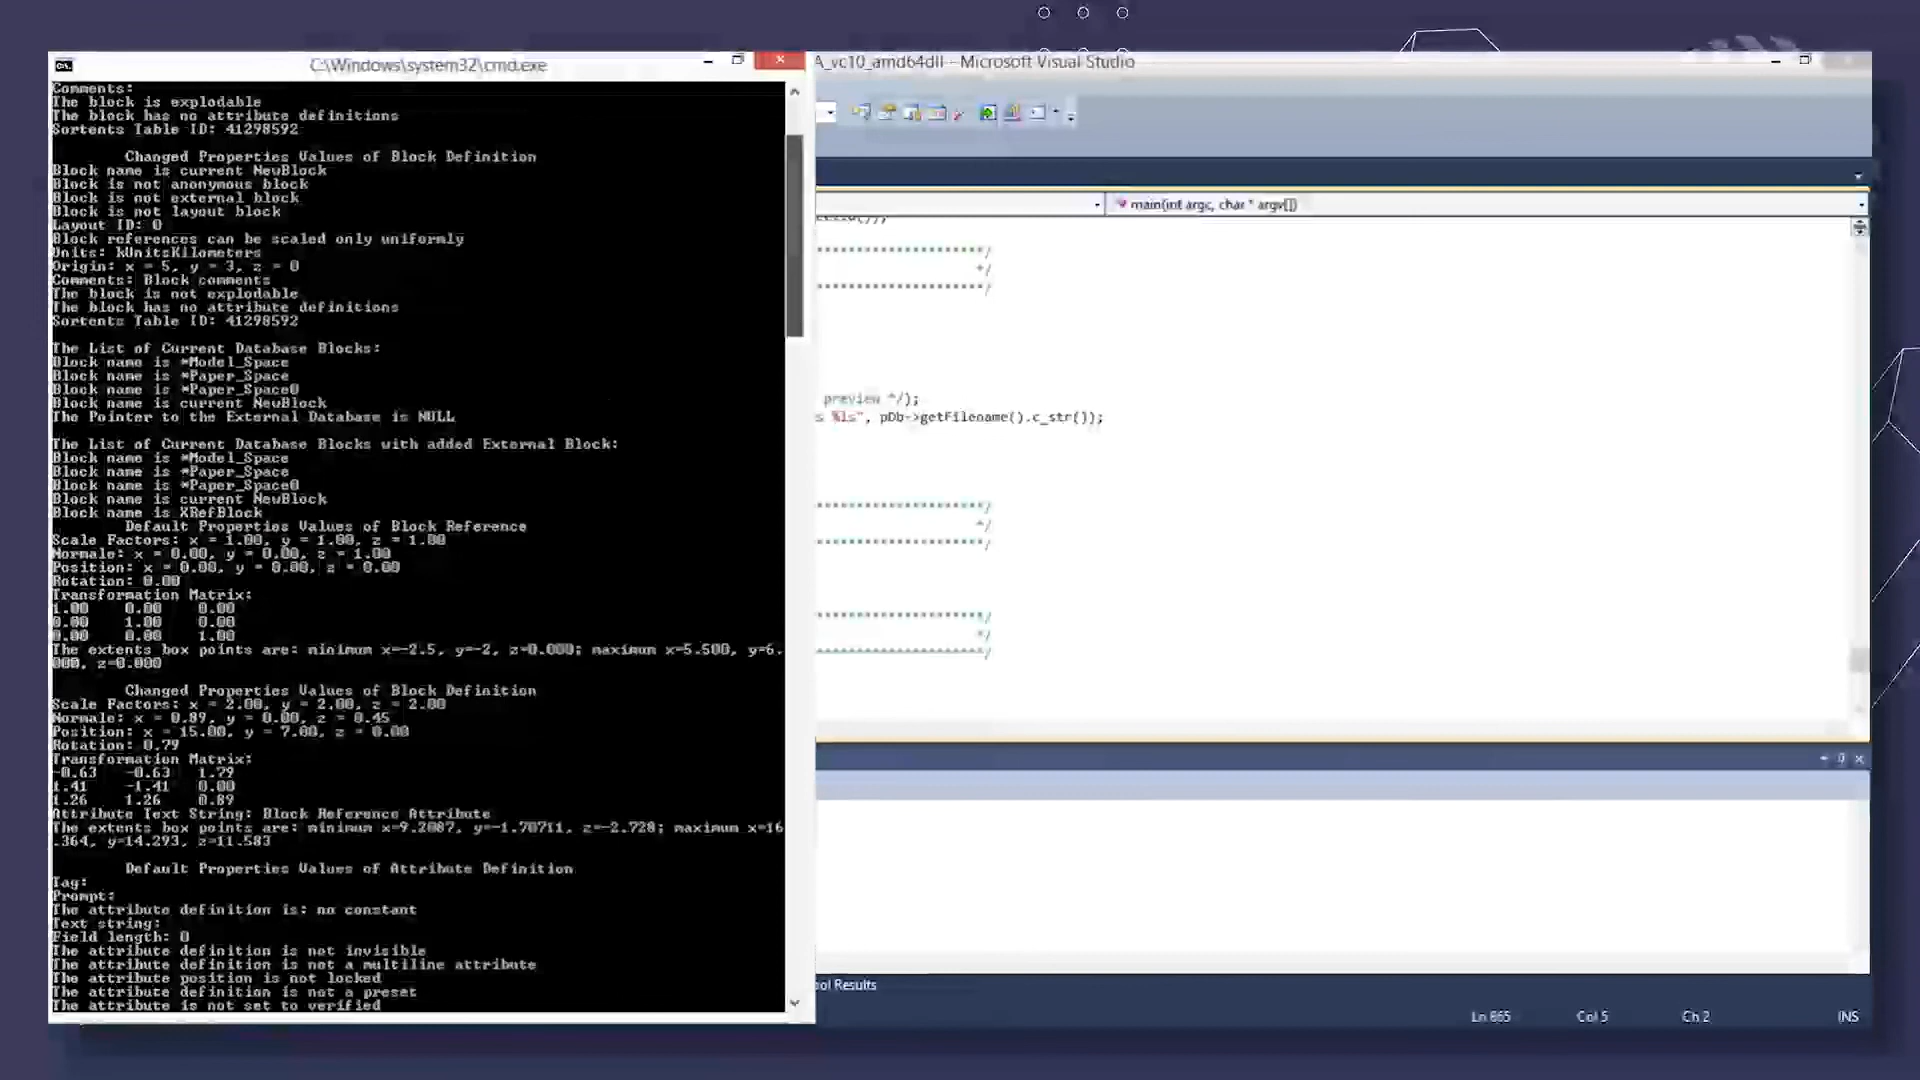 C:\Windows\system32\cmd.exe
Comments:
The block is explodable
The block has no attribute definitions
Sortents Table ID: 41298592
Changed Properties Values of Block Definition
Block name is current NewBlock
Block is not anonymous block
Block is not external block
Block is not layout block
Layout ID: 0
Block references can be scaled only uniformly
Units: kUnitsKilometers
Origin: x = 5, y = 3, z = 0
Comments: Block comments
The block is not explodable
The block has no attribute definitions
Sortents Table ID: 41298592
The List of Current Database Blocks:
Block name is *Model_Space
Block name is *Paper_Space
Block name is *Paper_Space0
Block name is current NewBlock
The Pointer to the External Database is NULL
The List of Current Database Blocks with added External Block:
Block name is *Model_Space
Block name is *Paper_Space
Block name is *Paper_Space0
Block name is current NewBlock
Block name is XRefBlock
Default Properties Values of Block Reference
Scale Factors: x = 1.00, y = 1.00, z = 1.00
Normale: x = 0.00, y = 0.00, z = 1.00
Position: x = 0.00, y = 0.00, z = 0.00
Rotation: 0.00
Transformation Matrix:
1.00 0.00 0.00
0.00 1.00 0.00
0.00 0.00 1.00
The extents box points are: minimum x=-2.5, y=-2, z=0.000; maximum x=5.500, y=6.
000, z=0.000
Changed Properties Values of Block Definition
Scale Factors: x = 2.00, y = 2.00, z = 2.00
Normale: x = 0.89, y = 0.00, z = 0.45
Position: x = 15.00, y = 7.00, z = 0.00
Rotation: 0.79
Transformation Matrix:
-0.63 -0.63 1.79
1.41 -1.41 0.00
1.26 1.26 0.89
Attribute Text String: Block Reference Attribute
The extents box points are: minimum x=9.2087, y=-1.70711, z=-2.728; maximum x=16
.364, y=14.293, z=11.583
Default Properties Values of Attribute Definition
Tag:
Prompt:
The attribute definition is: no constant
Text string:
Field length: 0
The attribute definition is not invisible
The attribute definition is not a multiline attribute
The attribute position is not locked
The attribute definition is not a preset
The attribute is not set to verified
A_vc10_amd64dll - Microsoft Visual Studio
main(int argc, char * argv[])
*******************/
*/
*******************/
preview */);
s %ls", pDb->getFilename().c_str());
*******************/
*/
*******************/
*******************/
*/
*******************/
ol Results
Ln 865 Col 5 Ch 2 INS